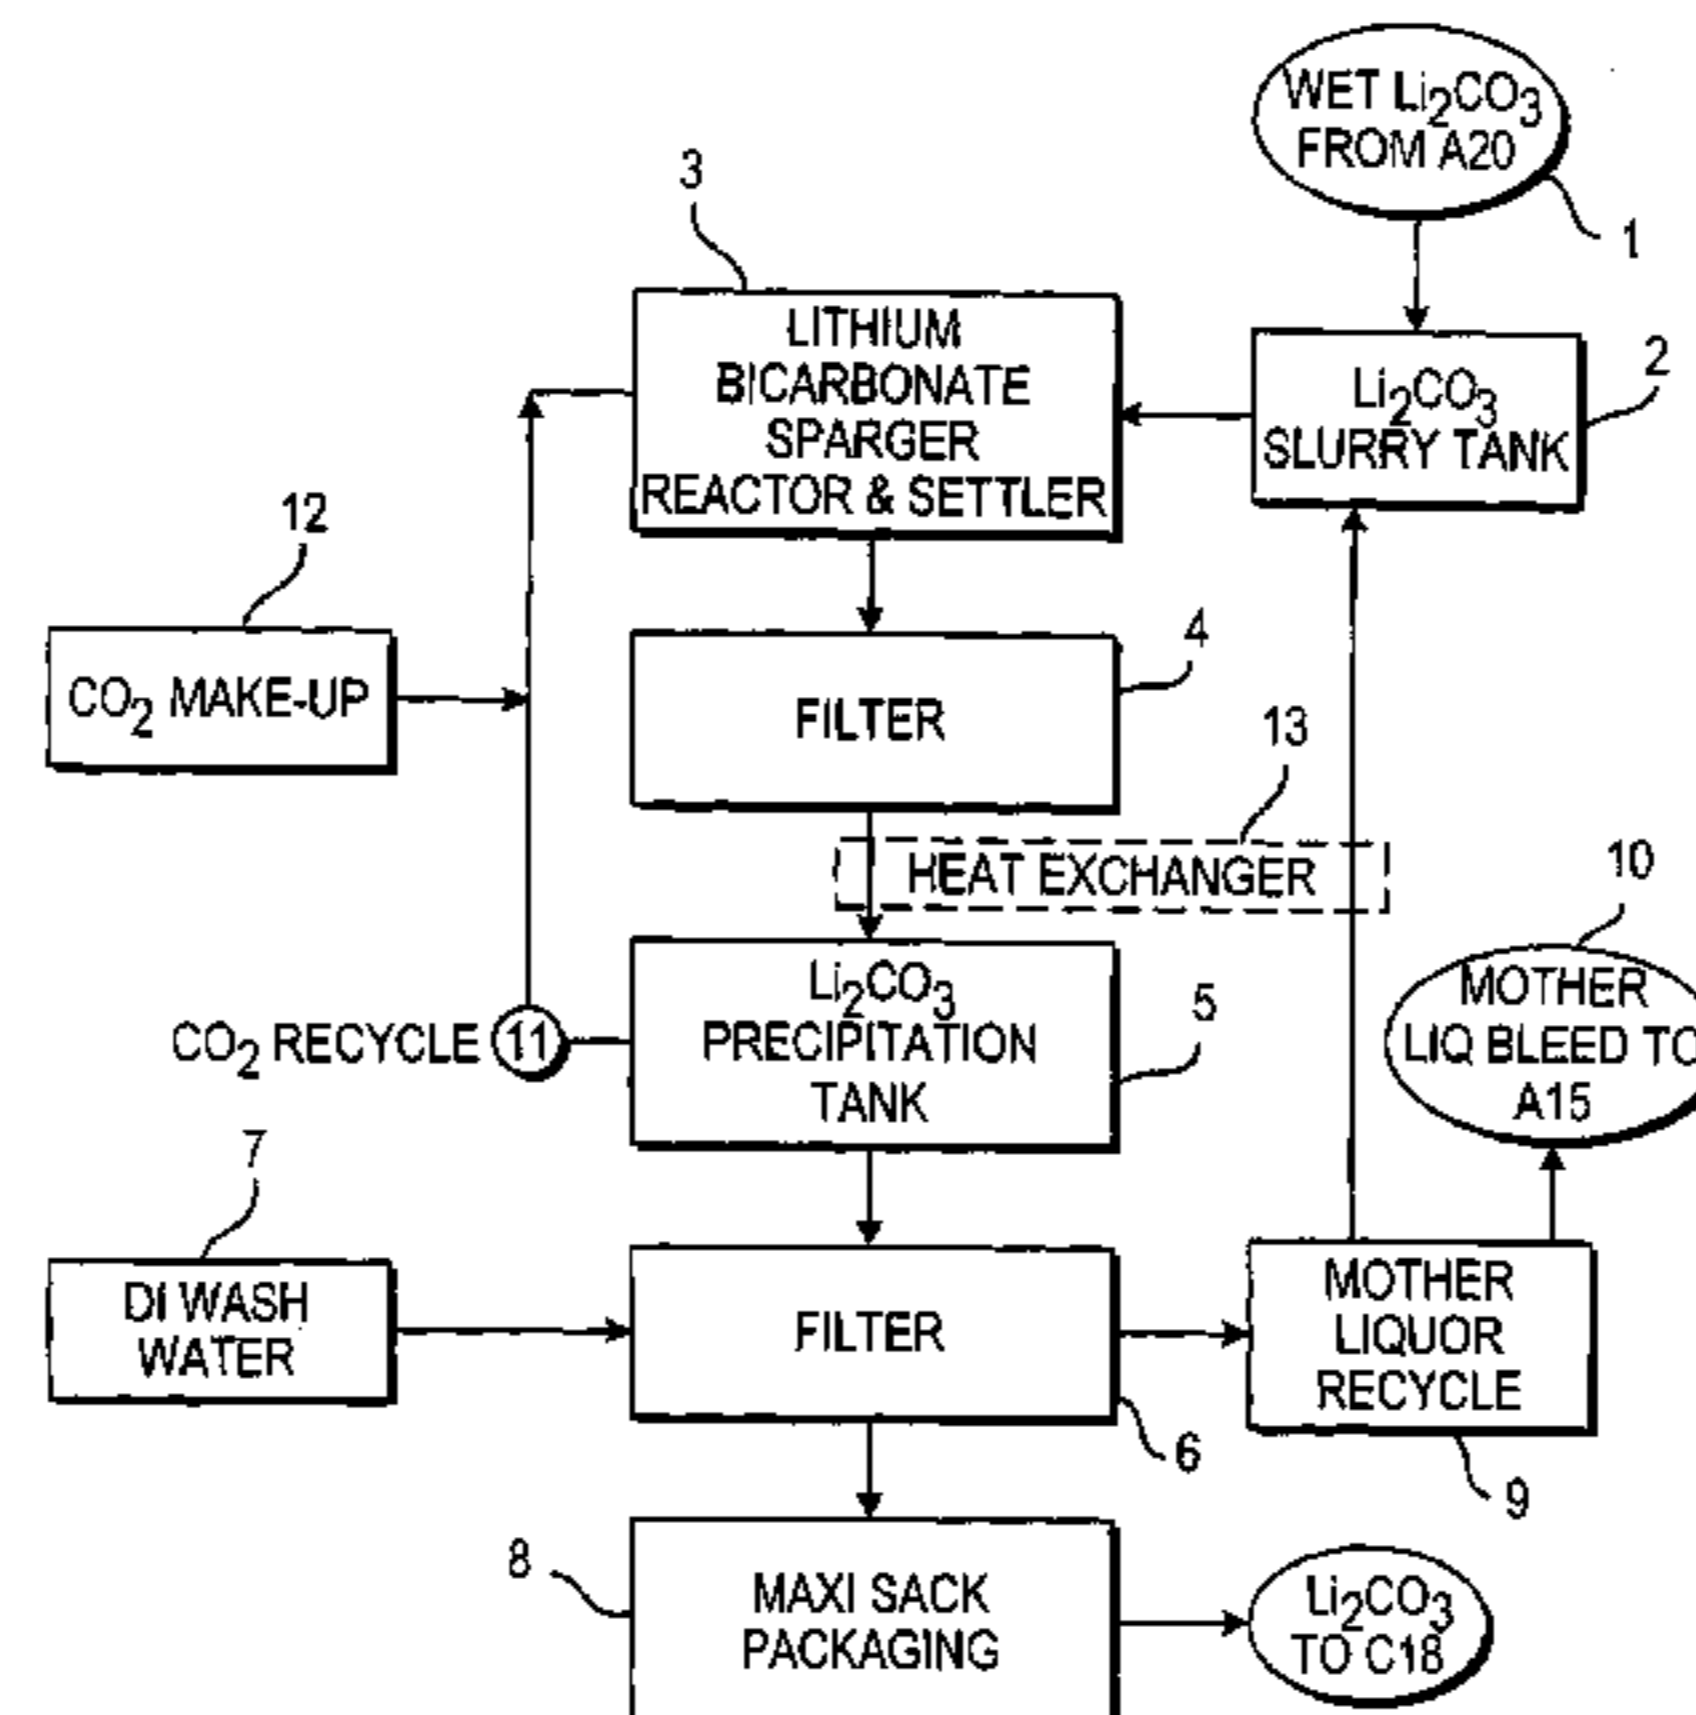 WET Li2CO3
FROM A20
1
3
LITHIUM
BICARBONATE
SPARGER
REACTOR & SETTLER
2
Li2CO3
SLURRY TANK
12
CO2 MAKE-UP
4
FILTER
13
HEAT EXCHANGER
10
MOTHER
LIQ BLEED TO
A15
Li2CO3
PRECIPITATION
TANK
5
CO2 RECYCLE 11
7
DI WASH
WATER
FILTER
6
MOTHER
LIQUOR
RECYCLE
9
8
MAXI SACK
PACKAGING
Li2CO3
TO C18